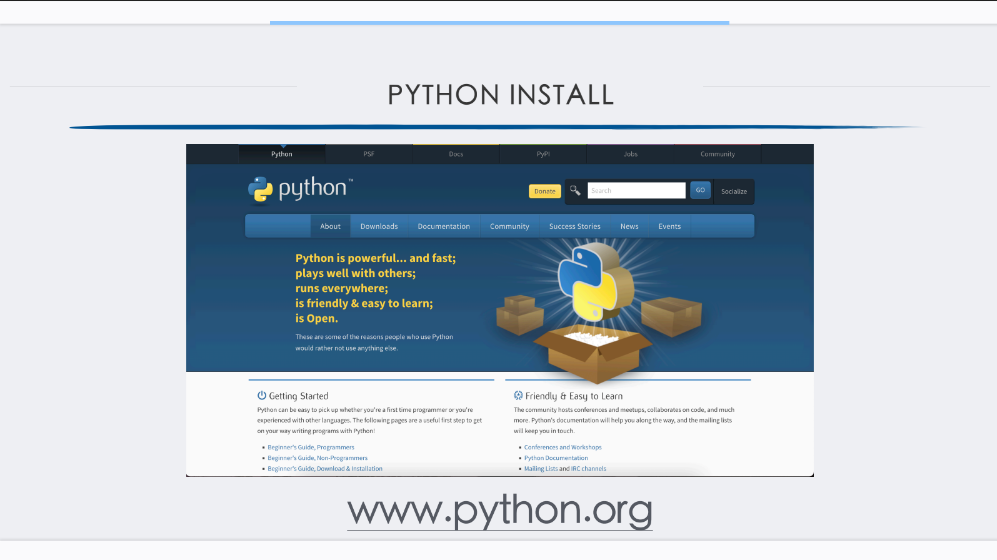 PYTHON INSTALL
Python PSF Docs PyPI Jobs Community
python™ Donate Search GO Socialize
About Downloads Documentation Community Success Stories News Events
Python is powerful... and fast;
plays well with others;
runs everywhere;
is friendly & easy to learn;
is Open.
These are some of the reasons people who use Python
would rather not use anything else.
Getting Started
Python can be easy to pick up whether you're a first time programmer or you're
experienced with other languages. The following pages are a useful first step to get
on your way writing programs with Python!
Beginner's Guide, Programmers
Beginner's Guide, Non-Programmers
Beginner's Guide, Download & Installation
Friendly & Easy to Learn
The community hosts conferences and meetups, collaborates on code, and much
more. Python's documentation will help you along the way, and the mailing lists
will keep you in touch.
Conferences and Workshops
Python Documentation
Mailing Lists and IRC channels
www.python.org